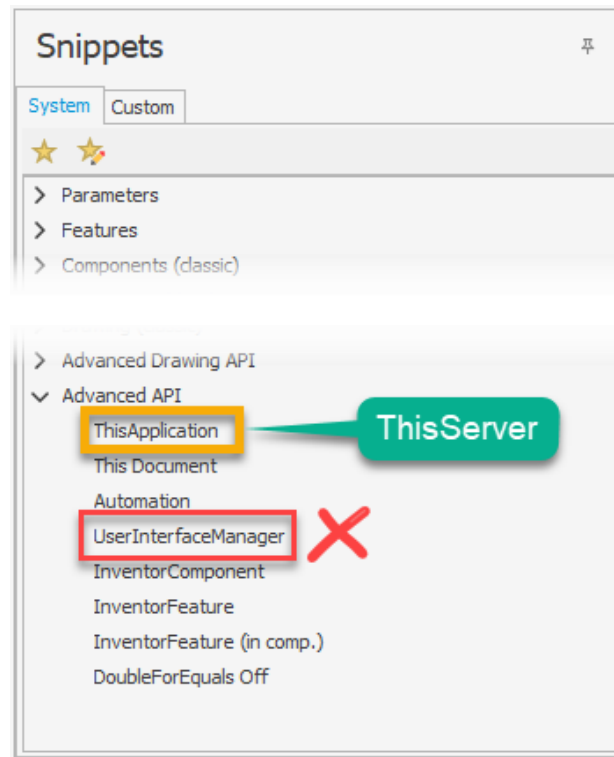 Snippets
System Custom
Parameters
Features
Components (classic)
Advanced Drawing API
Advanced API
ThisApplication
ThisServer
This Document
Automation
UserInterfaceManager
InventorComponent
InventorFeature
InventorFeature (in comp.)
DoubleForEquals Off